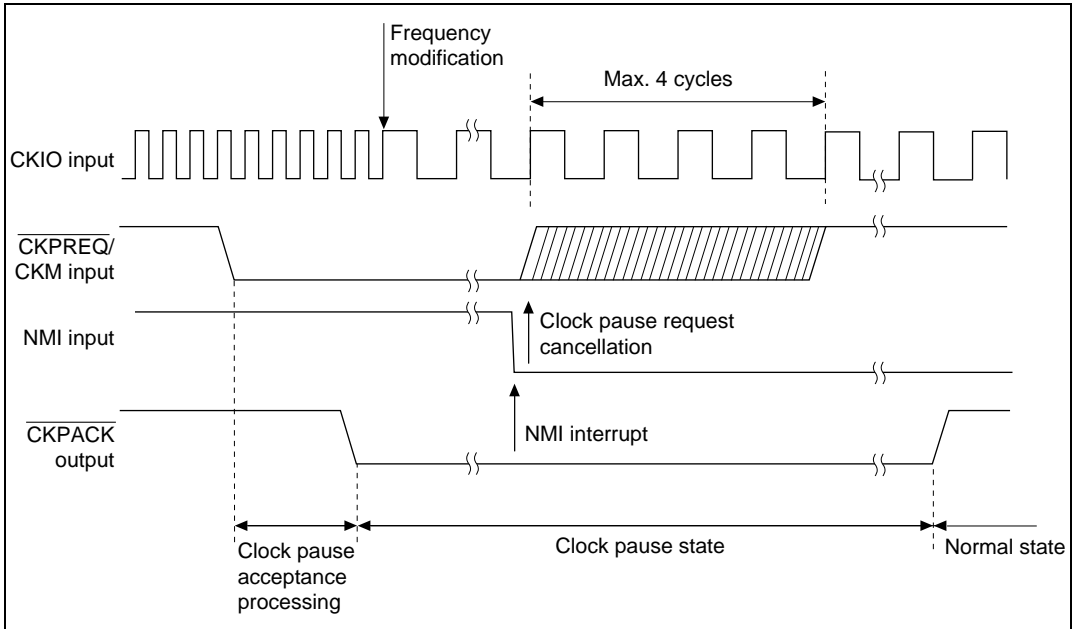 Frequency
modification
Max. 4 cycles
CKIO input
CKPREQ/
CKM input
NMI input
Clock pause request
cancellation
CKPACK
output
NMI interrupt
Clock pause
acceptance
processing
Clock pause state
Normal state